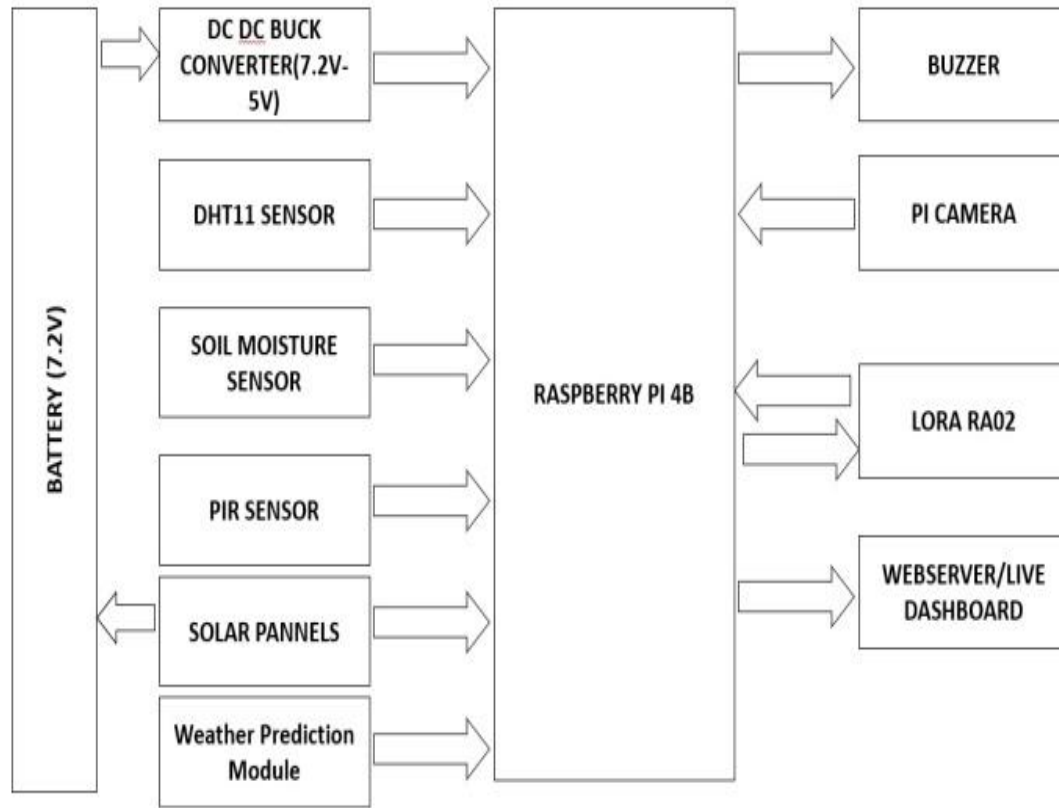 BATTERY (7.2V)
DC DC BUCK
CONVERTER(7.2V-
5V)
DHT11 SENSOR
SOIL MOISTURE
SENSOR
PIR SENSOR
SOLAR PANNELS
Weather Prediction
Module
RASPBERRY PI 4B
BUZZER
PI CAMERA
LORA RA02
WEBSERVER/LIVE
DASHBOARD